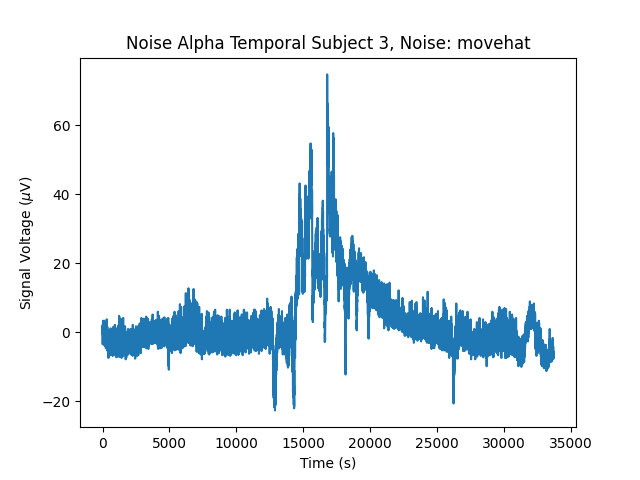 Noise Alpha Temporal Subject 3, Noise: movehat
Signal Voltage (μV)
60
40
20
0
−20
0 5000 10000 15000 20000 25000 30000 35000
Time (s)